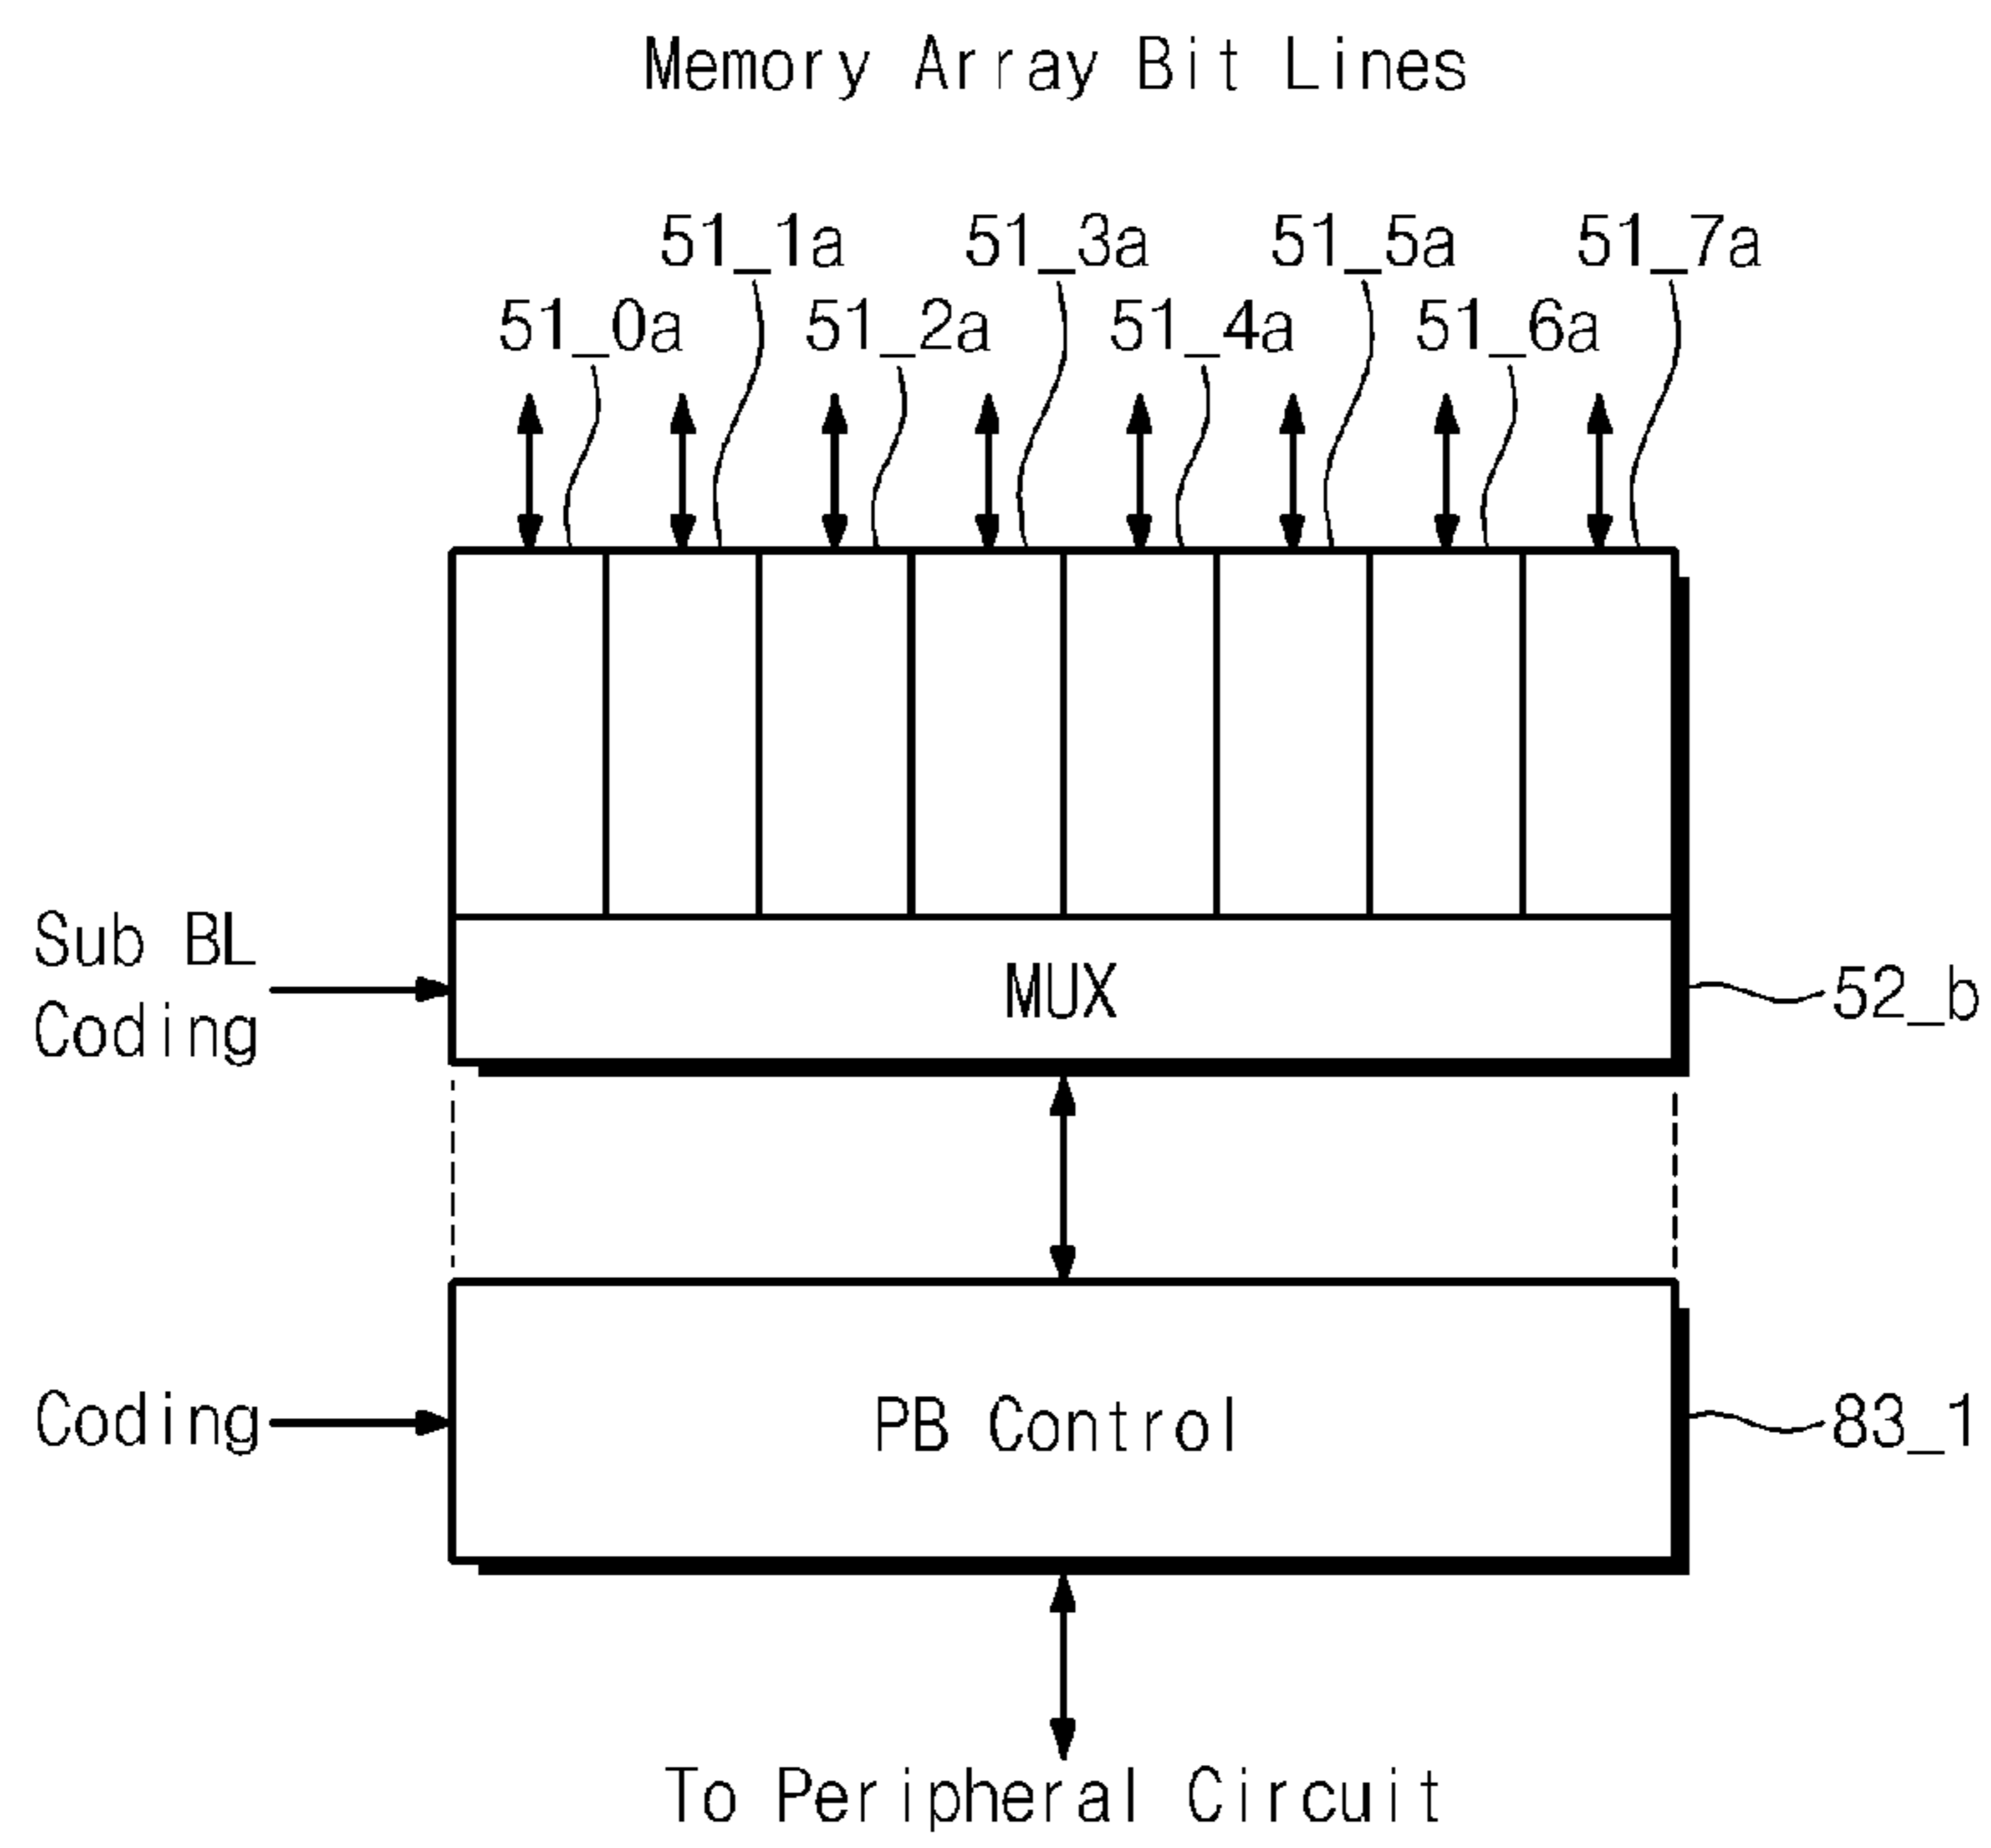 Memory Array Bit Lines
51_1a 51_3a 51_5a 51_7a
51_0a 51_2a 51_4a 51_6a
Sub BL
Coding
MUX
52_b
Coding
PB Control
83_1
To Peripheral Circuit